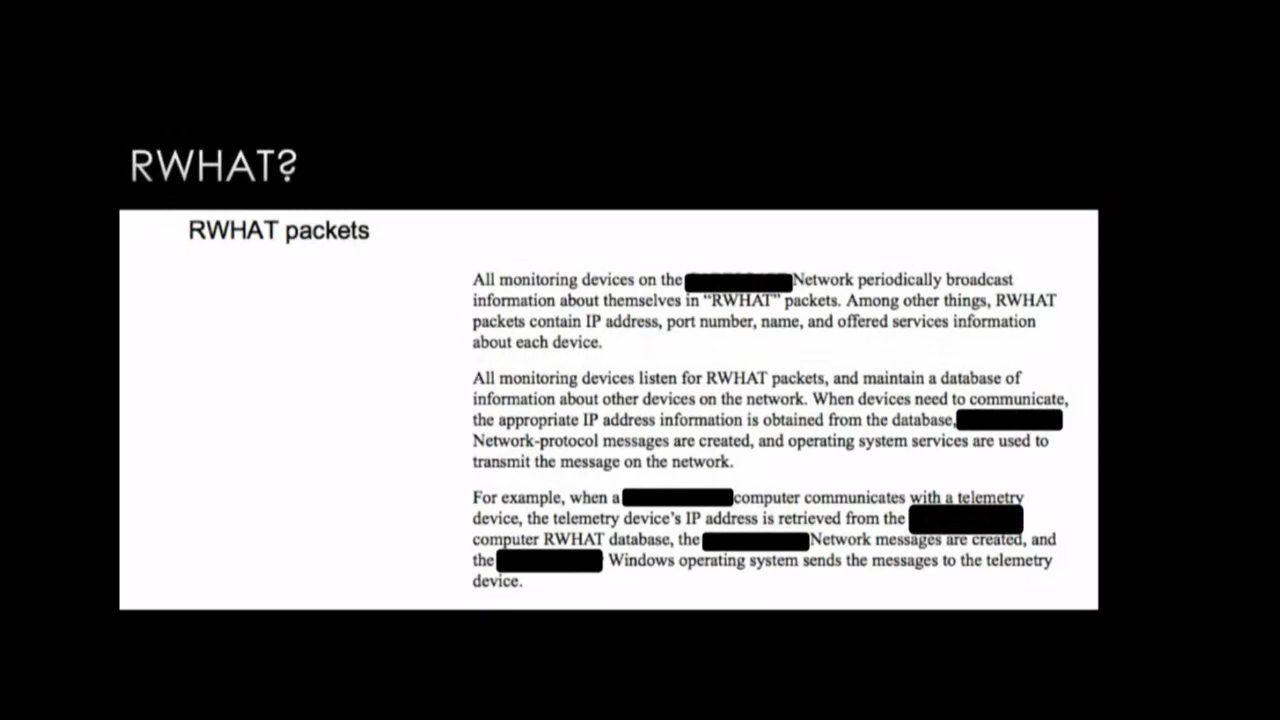 RWHAT?
RWHAT packets
All monitoring devices on the Network periodically broadcast
information about themselves in “RWHAT” packets. Among other things, RWHAT
packets contain IP address, port number, name, and offered services information
about each device.
All monitoring devices listen for RWHAT packets, and maintain a database of
information about other devices on the network. When devices need to communicate,
the appropriate IP address information is obtained from the database,
Network-protocol messages are created, and operating system services are used to
transmit the message on the network.
For example, when a computer communicates with a telemetry
device, the telemetry device’s IP address is retrieved from the
computer RWHAT database, the Network messages are created, and
the Windows operating system sends the messages to the telemetry
device.